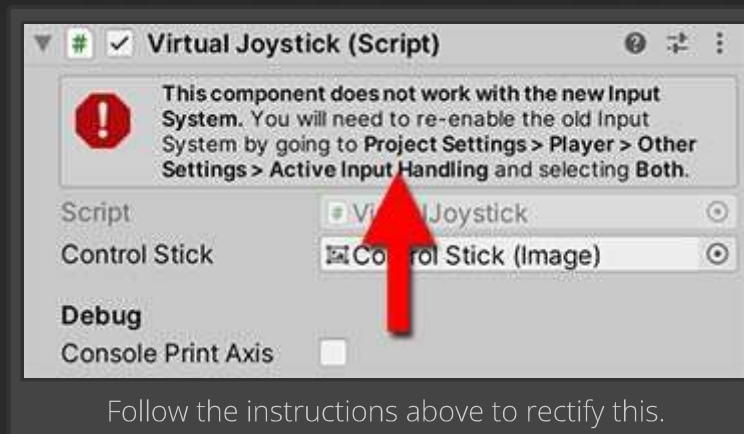 Virtual Joystick (Script)
This component does not work with the new Input
System. You will need to re-enable the old Input
System by going to Project Settings > Player > Other
Settings > Active Input Handling and selecting Both.
Script
Control Stick
(Image)
Debug
Console Print Axis
Follow the instructions above to rectify this.